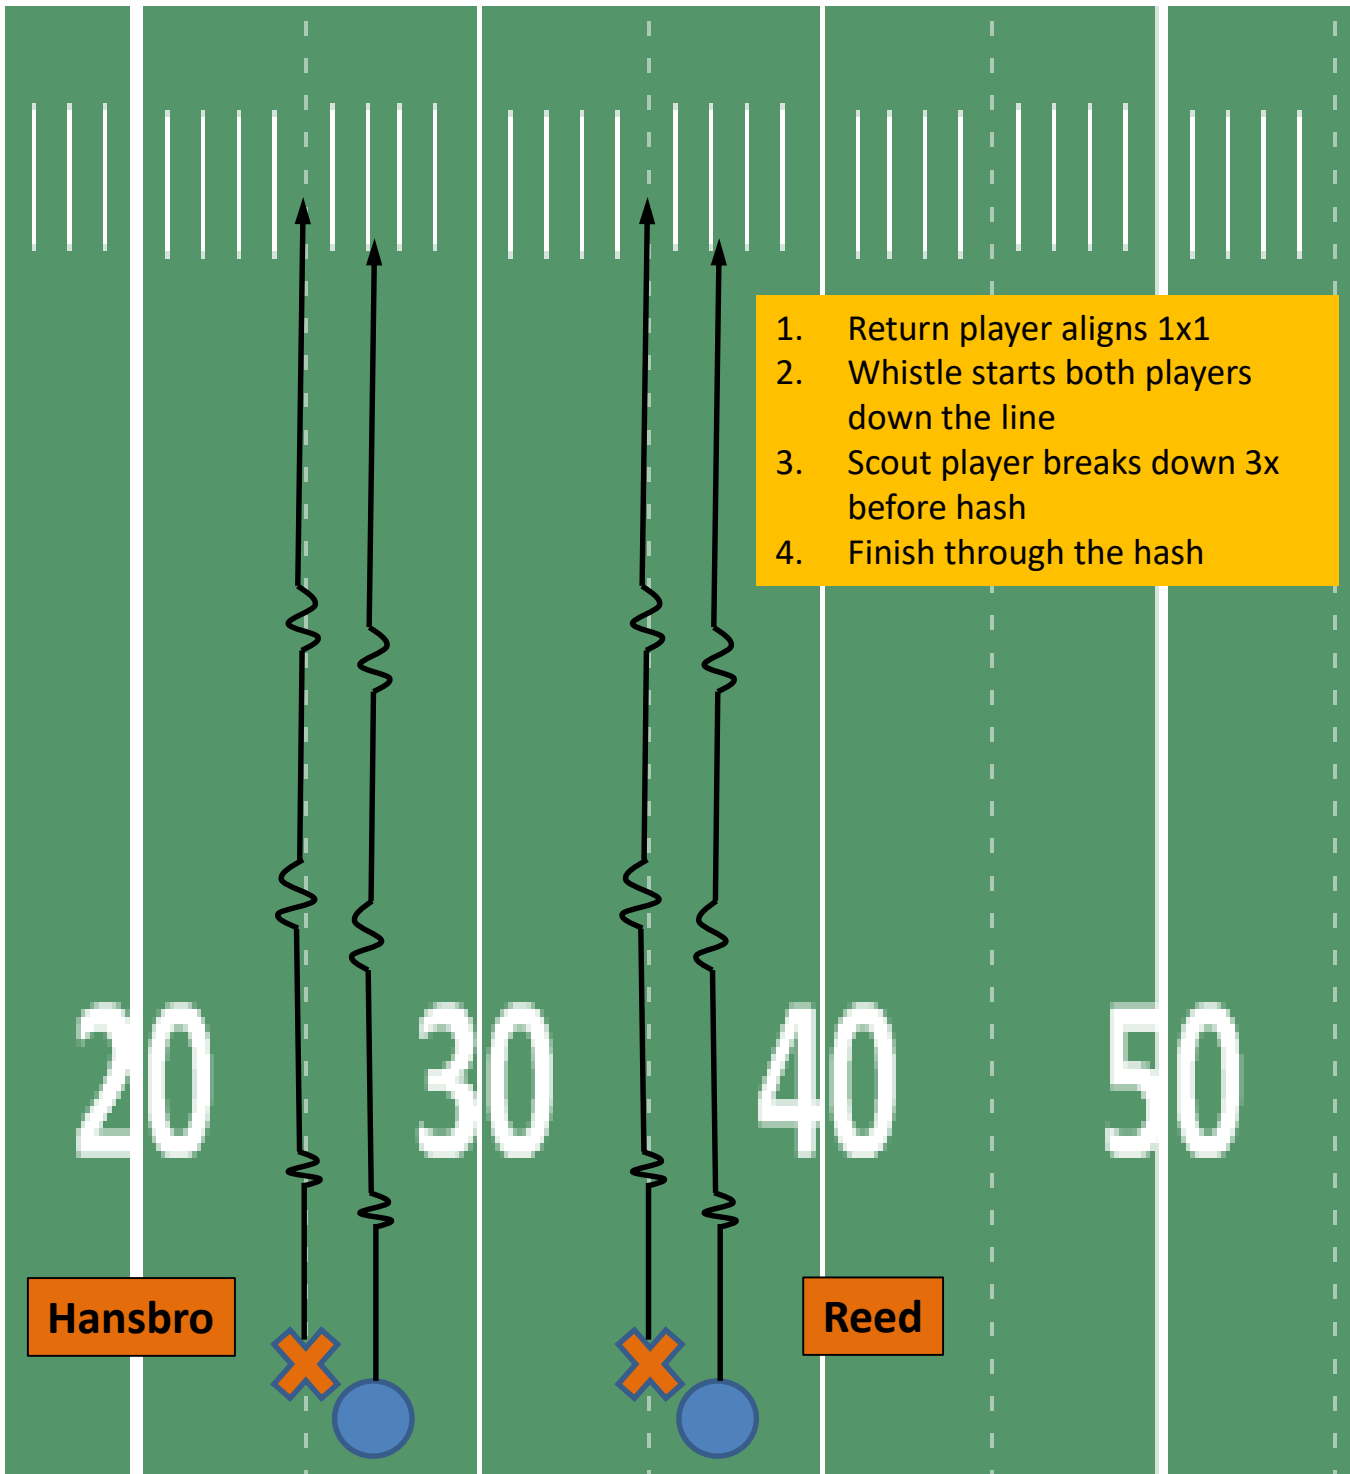 1. Return player aligns 1x1
2. Whistle starts both players
down the line
3. Scout player breaks down 3x
before hash
4. Finish through the hash
20 30 40 50
Hansbro
Reed